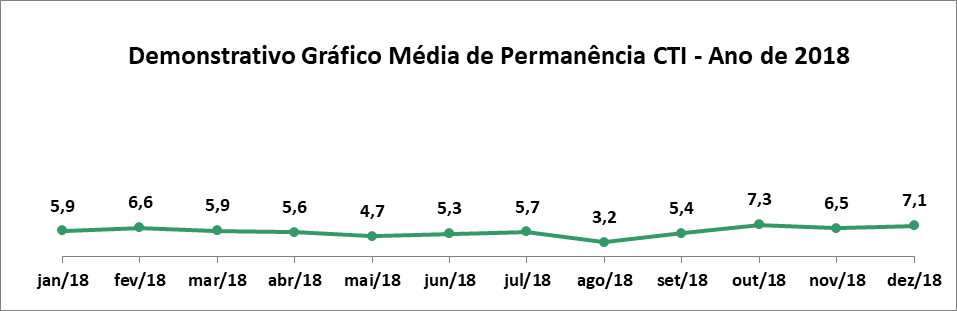 Demonstrativo Gráfico Média de Permanência CTI - Ano de 2018
5,9 6,6 5,9 5,6 4,7 5,3 5,7 3,2 5,4 7,3 6,5 7,1
jan/18 fev/18 mar/18 abr/18 mai/18 jun/18 jul/18 ago/18 set/18 out/18 nov/18 dez/18